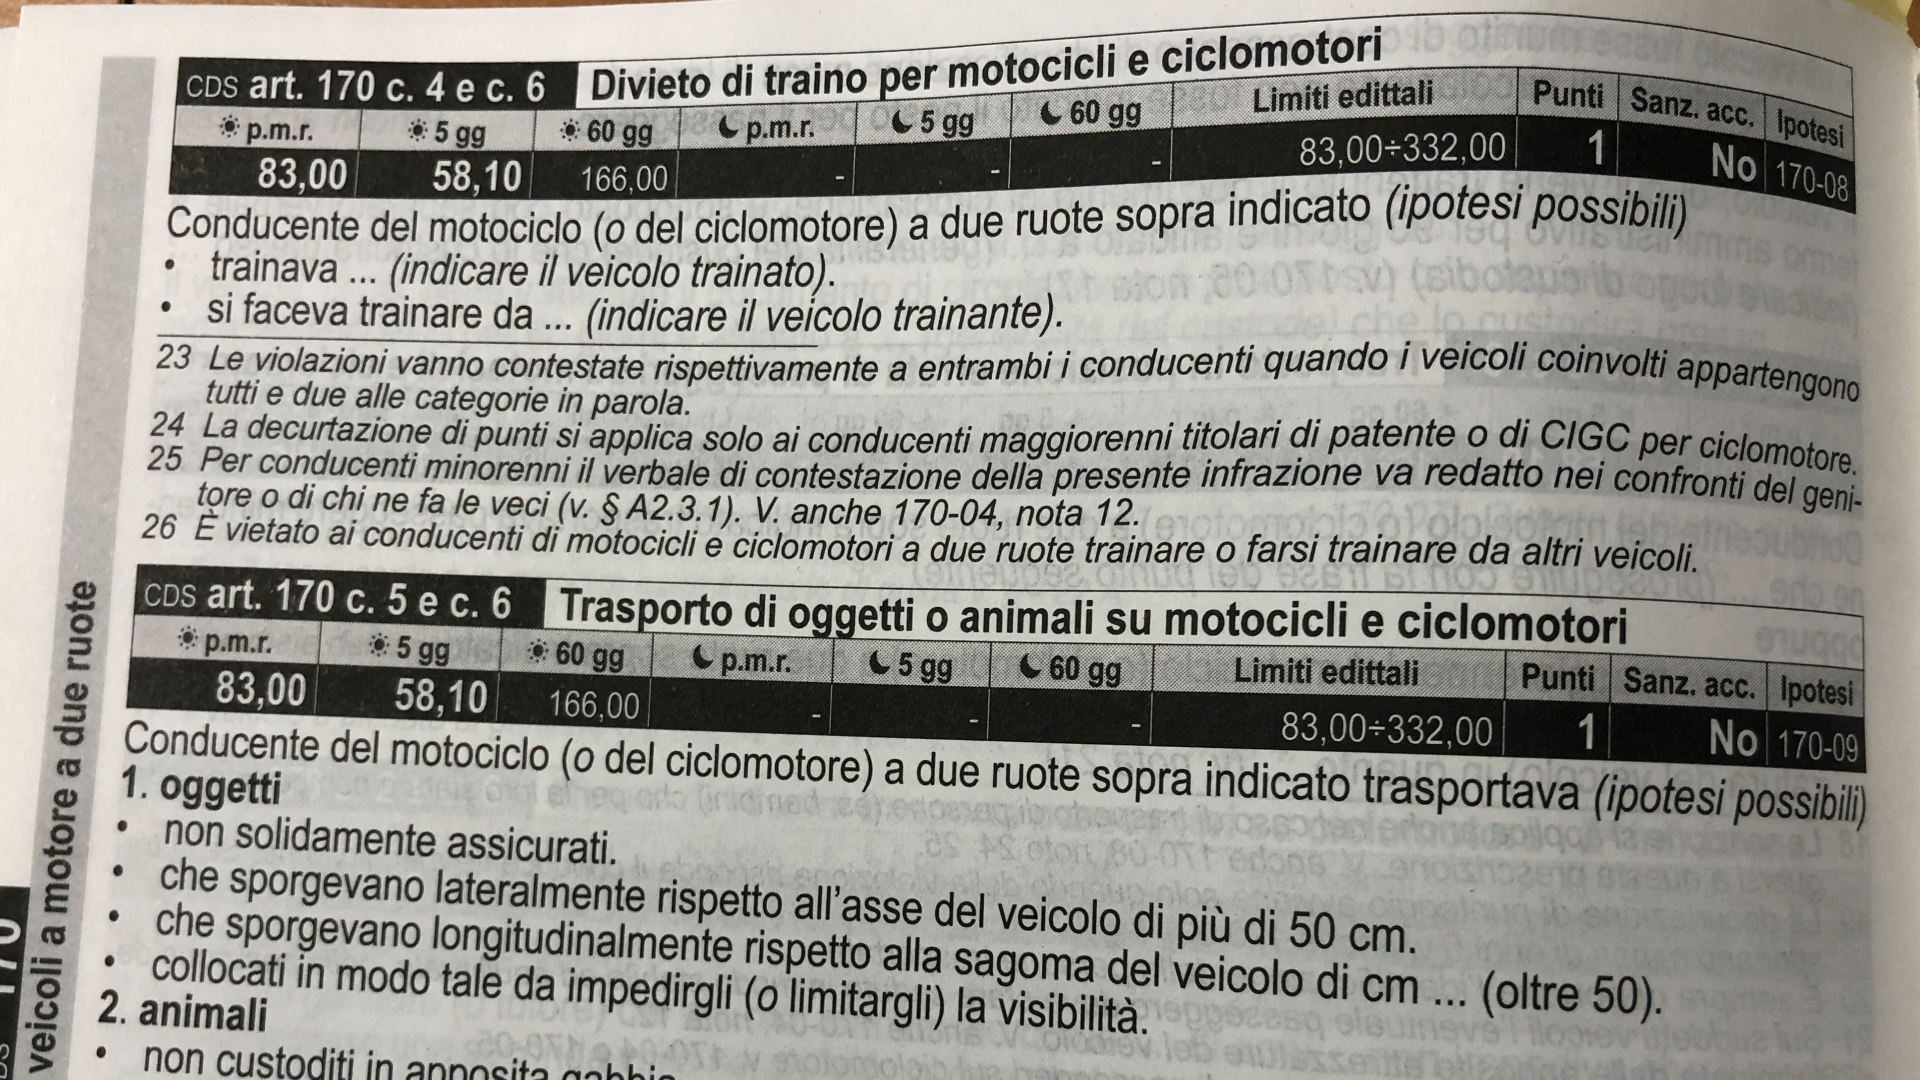 CDS art. 170 c. 4 e c. 6 Divieto di traino per motocicli e ciclomotori
☀ p.m.r. ☀ 5 gg ☀ 60 gg ☾ p.m.r. ☾ 5 gg ☾ 60 gg Limiti edittali Punti Sanz. acc. Ipotesi
83,00 58,10 166,00 - - - 83,00÷332,00 1 No 170-08
Conducente del motociclo (o del ciclomotore) a due ruote sopra indicato (ipotesi possibili)
• trainava ... (indicare il veicolo trainato).
• si faceva trainare da ... (indicare il veicolo trainante).
23 Le violazioni vanno contestate rispettivamente a entrambi i conducenti quando i veicoli coinvolti appartengono
tutti e due alle categorie in parola.
24 La decurtazione di punti si applica solo ai conducenti maggiorenni titolari di patente o di CIGC per ciclomotore.
25 Per conducenti minorenni il verbale di contestazione della presente infrazione va redatto nei confronti del geni-
tore o di chi ne fa le veci (v. § A2.3.1). V. anche 170-04, nota 12.
26 È vietato ai conducenti di motocicli e ciclomotori a due ruote trainare o farsi trainare da altri veicoli.
CDS art. 170 c. 5 e c. 6 Trasporto di oggetti o animali su motocicli e ciclomotori
☀ p.m.r. ☀ 5 gg ☀ 60 gg ☾ p.m.r. ☾ 5 gg ☾ 60 gg Limiti edittali Punti Sanz. acc. Ipotesi
83,00 58,10 166,00 - - - 83,00÷332,00 1 No 170-09
Conducente del motociclo (o del ciclomotore) a due ruote sopra indicato trasportava (ipotesi possibili)
1. oggetti
• non solidamente assicurati.
• che sporgevano lateralmente rispetto all'asse del veicolo di più di 50 cm.
• che sporgevano longitudinalmente rispetto alla sagoma del veicolo di cm ... (oltre 50).
• collocati in modo tale da impedirgli (o limitargli) la visibilità.
2. animali
• non custoditi in apposita gabbia
veicoli a motore a due ruote
170